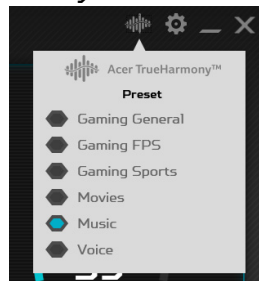 Acer TrueHarmony™
Preset
Gaming General
Gaming FPS
Gaming Sports
Movies
Music
Voice